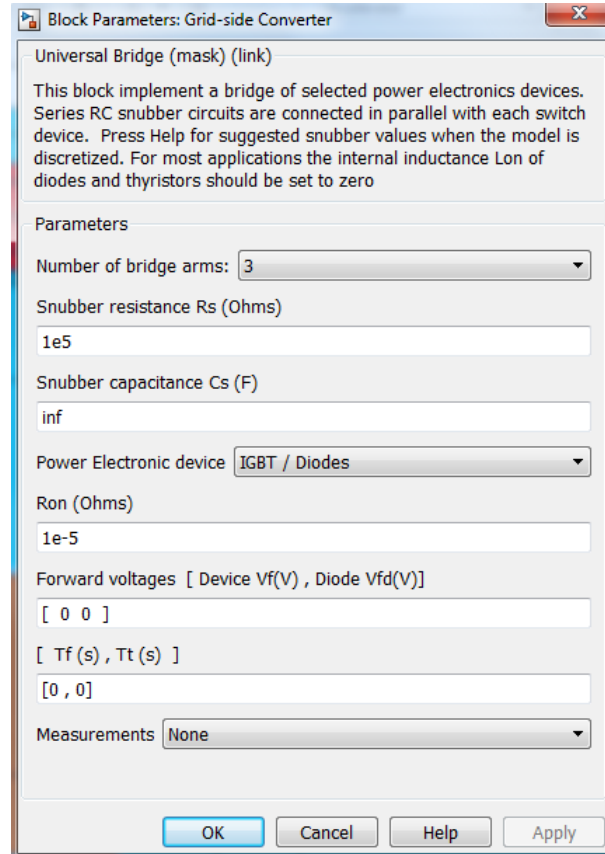 Block Parameters: Grid-side Converter
Universal Bridge (mask) (link)
This block implement a bridge of selected power electronics devices.
Series RC snubber circuits are connected in parallel with each switch
device.  Press Help for suggested snubber values when the model is
discretized. For most applications the internal inductance Lon of
diodes and thyristors should be set to zero
Parameters
Number of bridge arms: 3
Snubber resistance Rs (Ohms)
1e5
Snubber capacitance Cs (F)
inf
Power Electronic device IGBT / Diodes
Ron (Ohms)
1e-5
Forward voltages  [ Device Vf(V) , Diode Vfd(V)]
[ 0 0 ]
[ Tf (s) , Tt (s) ]
[0 , 0]
Measurements None
OK Cancel Help Apply